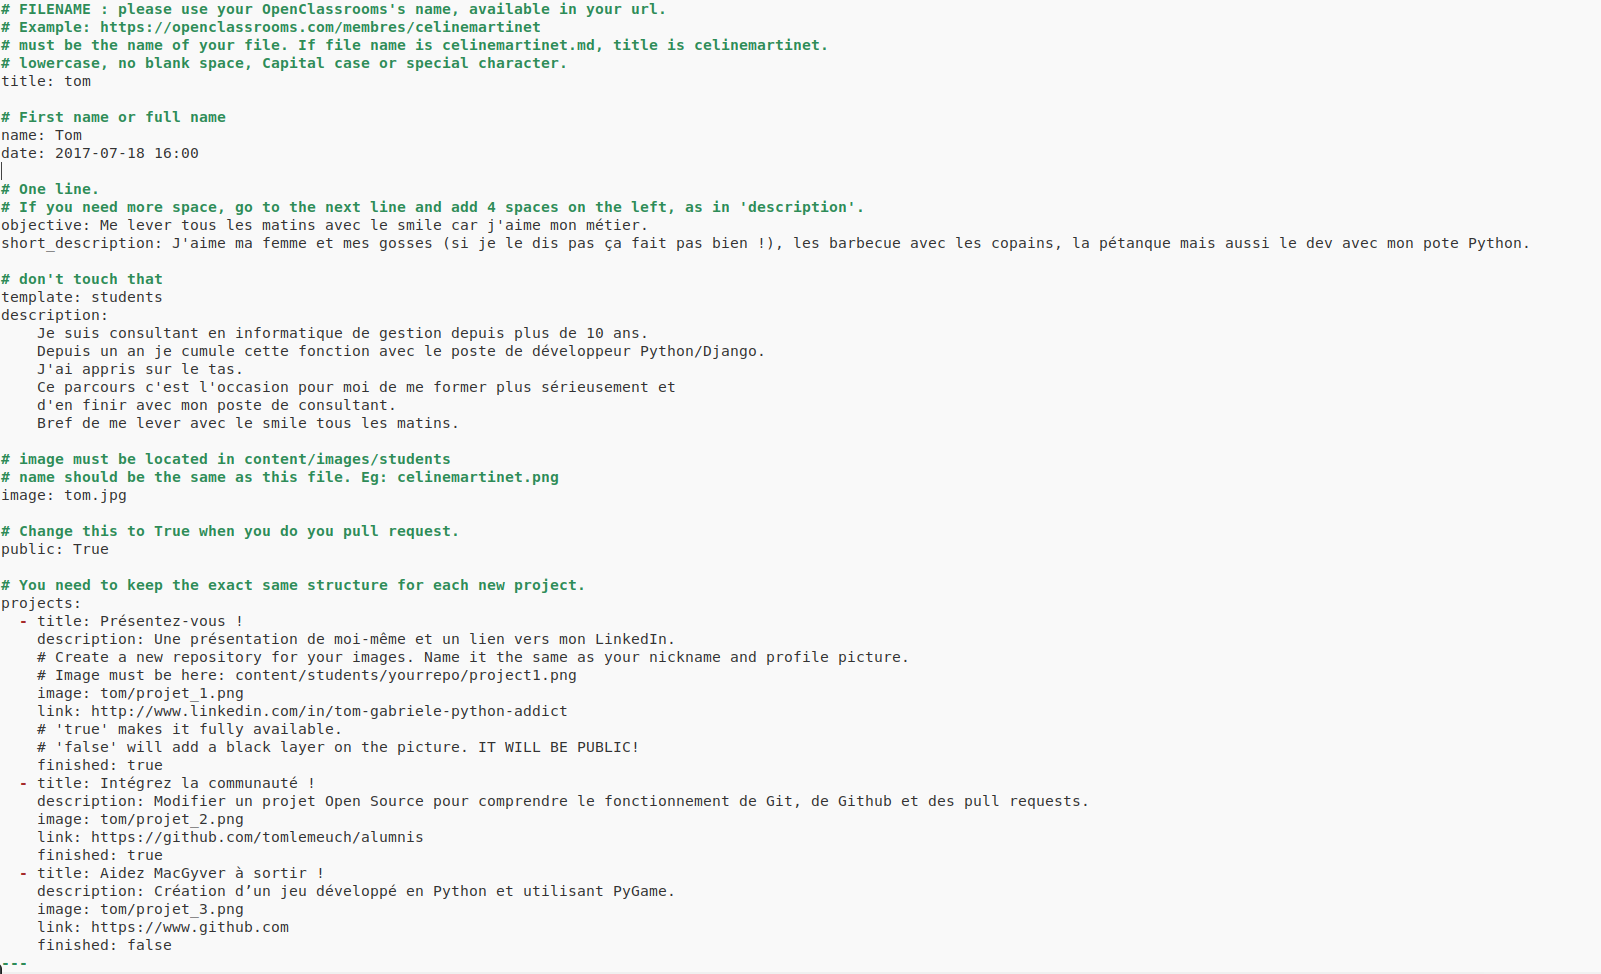 # FILENAME : please use your OpenClassrooms's name, available in your url.
# Example: https://openclassrooms.com/membres/celinemartinet
# must be the name of your file. If file name is celinemartinet.md, title is celinemartinet.
# lowercase, no blank space, Capital case or special character.
title: tom

# First name or full name
name: Tom
date: 2017-07-18 16:00

# One line.
# If you need more space, go to the next line and add 4 spaces on the left, as in 'description'.
objective: Me lever tous les matins avec le smile car j'aime mon métier.
short_description: J'aime ma femme et mes gosses (si je le dis pas ça fait pas bien !), les barbecue avec les copains, la pétanque mais aussi le dev avec mon pote Python.

# don't touch that
template: students
description:
    Je suis consultant en informatique de gestion depuis plus de 10 ans.
    Depuis un an je cumule cette fonction avec le poste de développeur Python/Django.
    J'ai appris sur le tas.
    Ce parcours c'est l'occasion pour moi de me former plus sérieusement et
    d'en finir avec mon poste de consultant.
    Bref de me lever avec le smile tous les matins.

# image must be located in content/images/students
# name should be the same as this file. Eg: celinemartinet.png
image: tom.jpg

# Change this to True when you do you pull request.
public: True

# You need to keep the exact same structure for each new project.
projects:
  - title: Présentez-vous !
    description: Une présentation de moi-même et un lien vers mon LinkedIn.
    # Create a new repository for your images. Name it the same as your nickname and profile picture.
    # Image must be here: content/students/yourrepo/project1.png
    image: tom/projet_1.png
    link: http://www.linkedin.com/in/tom-gabriele-python-addict
    # 'true' makes it fully available.
    # 'false' will add a black layer on the picture. IT WILL BE PUBLIC!
    finished: true
  - title: Intégrez la communauté !
    description: Modifier un projet Open Source pour comprendre le fonctionnement de Git, de Github et des pull requests.
    image: tom/projet_2.png
    link: https://github.com/tomlemeuch/alumnis
    finished: true
  - title: Aidez MacGyver à sortir !
    description: Création d’un jeu développé en Python et utilisant PyGame.
    image: tom/projet_3.png
    link: https://www.github.com
    finished: false
---